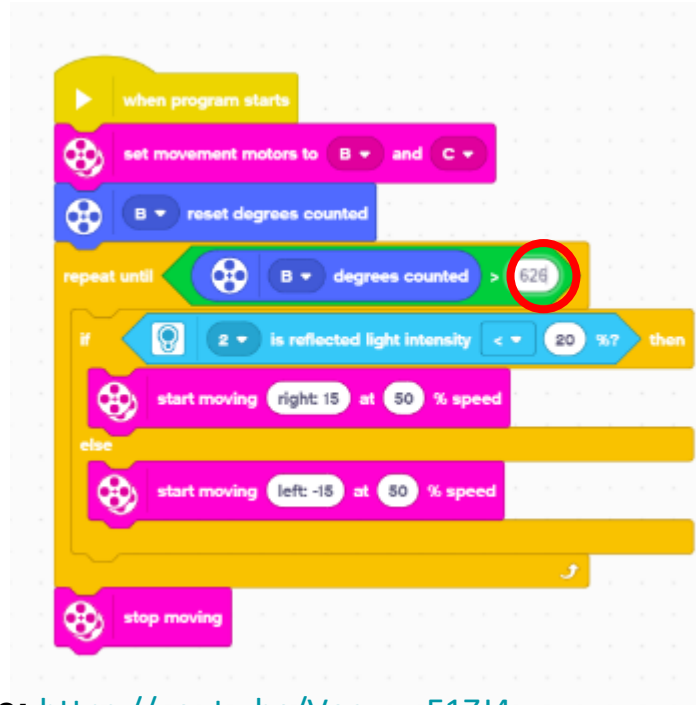 when program starts
set movement motors to B and C
B reset degrees counted
repeat until B degrees counted > 626
if 2 is reflected light intensity < 20 %? then
start moving right: 15 at 50 % speed
else
start moving left: -15 at 50 % speed
stop moving